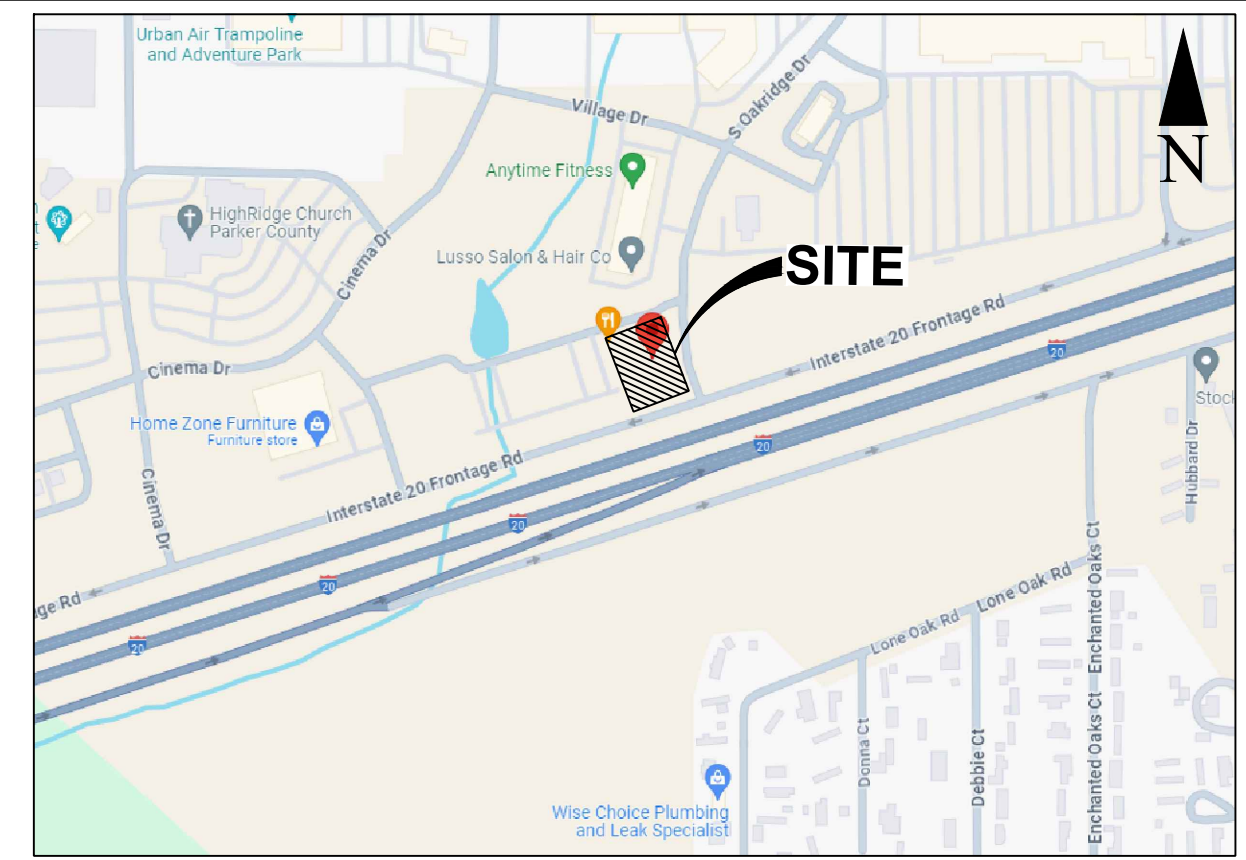 Urban Air Trampoline
and Adventure Park
Village Dr
S Oakridge Dr
N
Anytime Fitness
HighRidge Church
Parker County
Cinema Dr
Lusso Salon & Hair Co
SITE
Interstate 20 Frontage Rd
20
Cinema Dr
Stock
Home Zone Furniture
Furniture store
20
Hubbard Dr
Interstate 20 Frontage Rd
Cinema Dr
20
20
Enchanted Oaks Ct
Lone Oak Rd
age Rd
Lone Oak Rd
20
Donna Ct
Debbie Ct
Enchanted Oaks Ct
Wise Choice Plumbing
and Leak Specialist